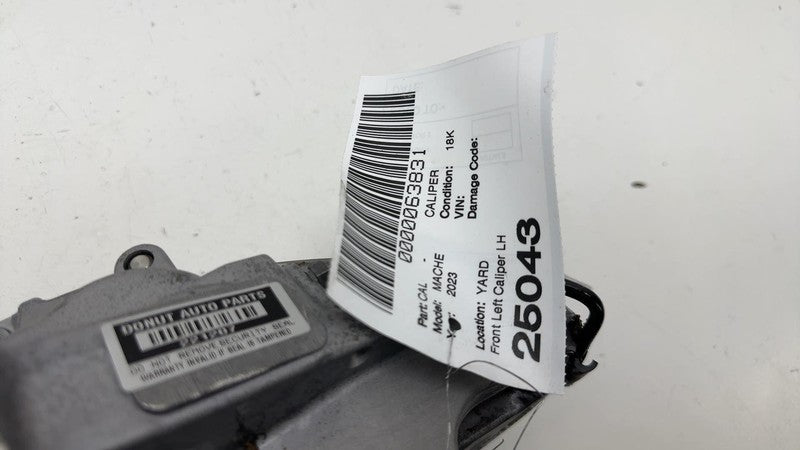 0000063831
Part: CAL - CALIPER
Model: MACHE Condition: 18K
2023 VIN:
Damage Code:
Location: YARD
Front Left Caliper LH
25043
DONUT AUTO PARTS
DO NOT REMOVE SECURITY SEAL
WARRANTY INVALID IF SEAL IS TAMPERED